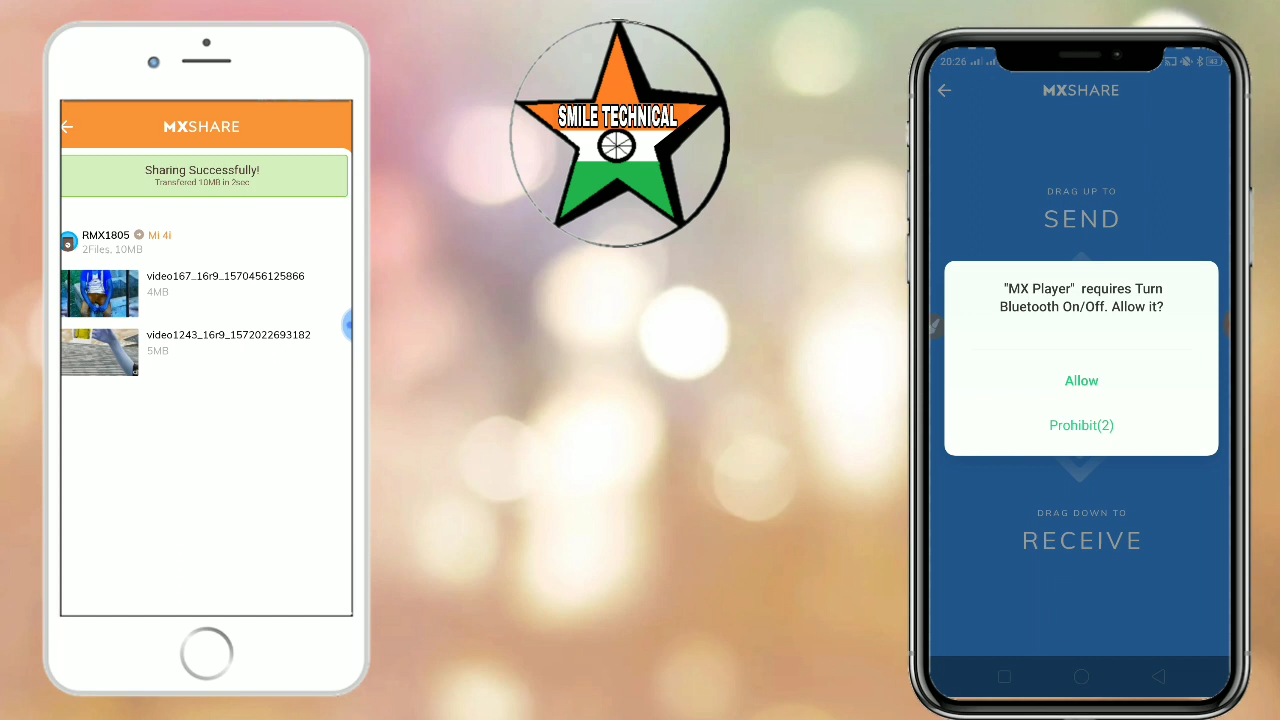 MXSHARE
Sharing Successfully!
Transfered 10MB in 2sec
RMX1805 Mi 4i
2Files, 10MB
video167_16r9_1570456125866
4MB
video1243_16r9_1572022693182
5MB
SMILE TECHNICAL
20:26 43
MXSHARE
DRAG UP TO
SEND
"MX Player" requires Turn
Bluetooth On/Off. Allow it?
Allow
Prohibit(2)
DRAG DOWN TO
RECEIVE